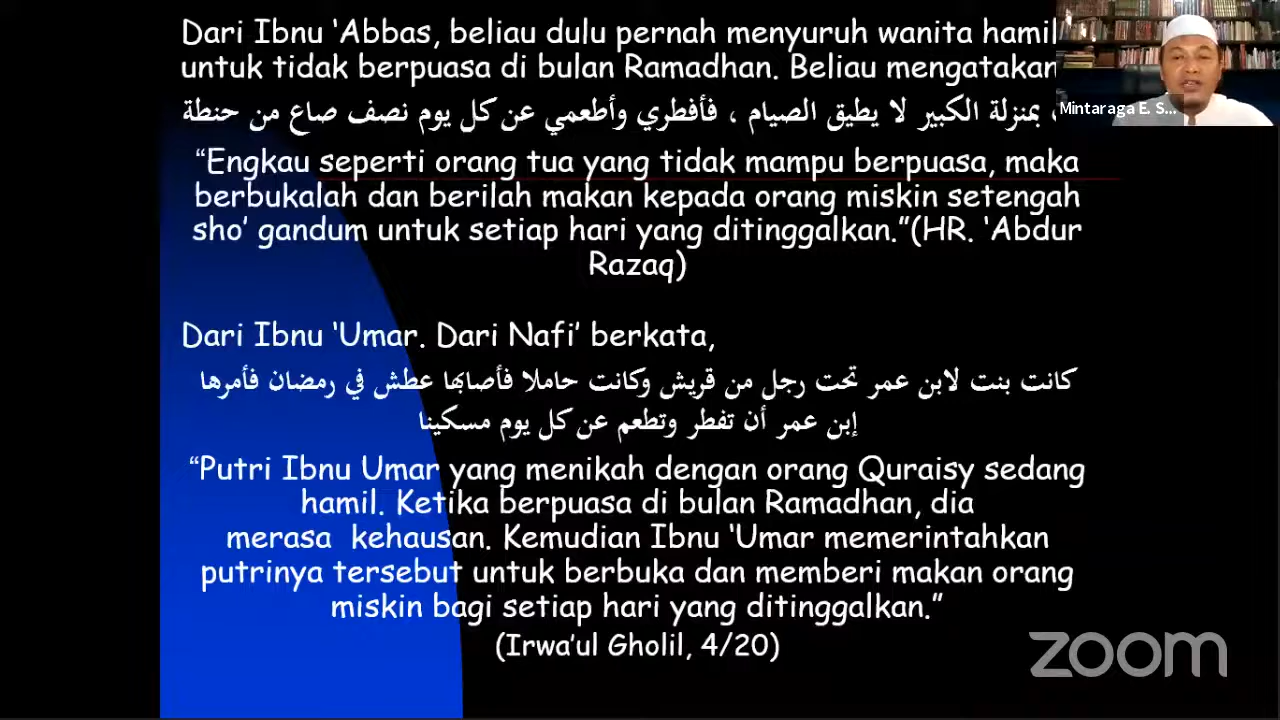 Dari Ibnu ‘Abbas, beliau dulu pernah menyuruh wanita hamil
untuk tidak berpuasa di bulan Ramadhan. Beliau mengatakan
بمنزلة الكبير لا يطيق الصيام ، فأفطري وأطعمي عن كل يوم نصف صاع من حنطة
“Engkau seperti orang tua yang tidak mampu berpuasa, maka
berbukalah dan berilah makan kepada orang miskin setengah
sho’ gandum untuk setiap hari yang ditinggalkan.”(HR. ‘Abdur
Razaq)
Dari Ibnu ‘Umar. Dari Nafi’ berkata,
كانت بنت لابن عمر تحت رجل من قريش وكانت حاملا فأصابها عطش في رمضان فأمرها
إبن عمر أن تفطر وتطعم عن كل يوم مسكينا
“Putri Ibnu Umar yang menikah dengan orang Quraisy sedang
hamil. Ketika berpuasa di bulan Ramadhan, dia
merasa kehausan. Kemudian Ibnu ‘Umar memerintahkan
putrinya tersebut untuk berbuka dan memberi makan orang
miskin bagi setiap hari yang ditinggalkan.”
(Irwa’ul Gholil, 4/20)
Mintaraga E. S...
zoom